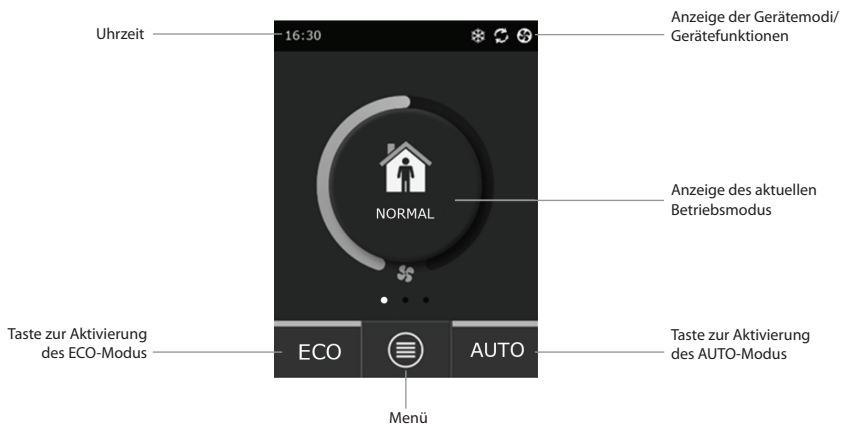 Uhrzeit
16:30
Anzeige der Gerätemodi/
Gerätefunktionen
NORMAL
Anzeige des aktuellen
Betriebsmodus
Taste zur Aktivierung
des ECO-Modus
ECO
AUTO
Taste zur Aktivierung
des AUTO-Modus
Menü